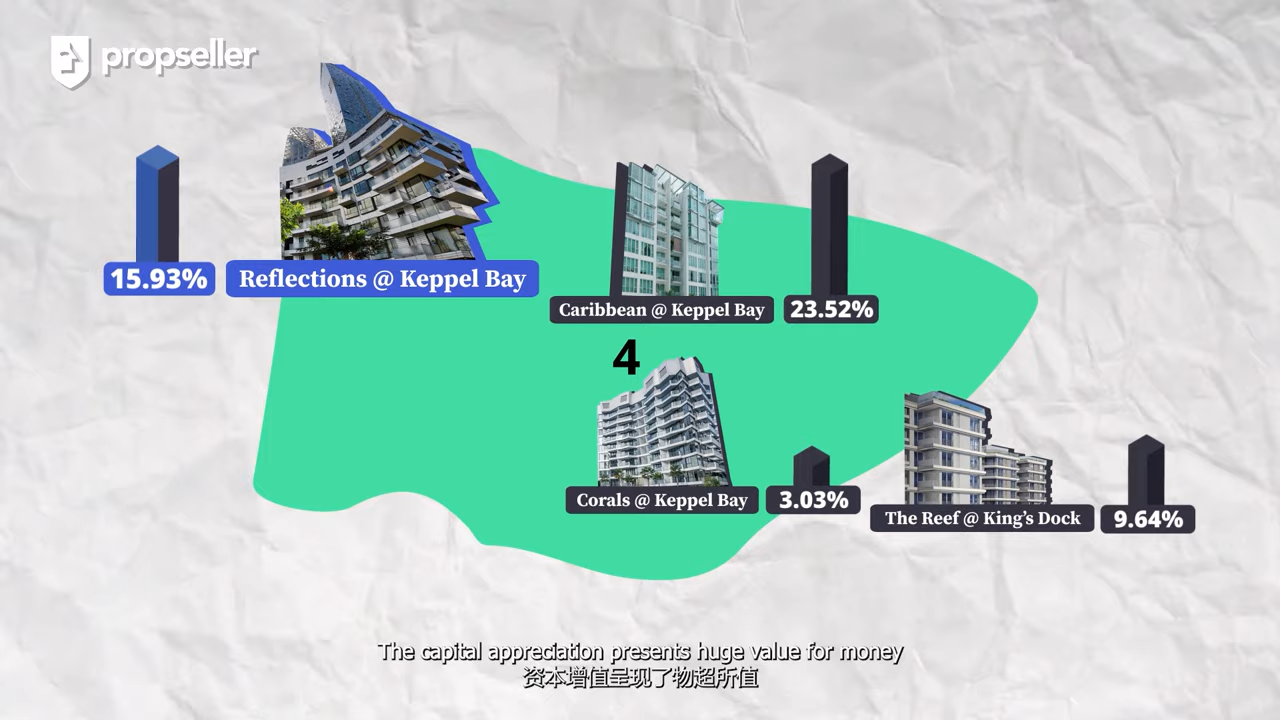 propseller
15.93%
Reflections @ Keppel Bay
Caribbean @ Keppel Bay
23.52%
4
Corals @ Keppel Bay
3.03%
The Reef @ King's Dock
9.64%
The capital appreciation presents huge value for money
资本增值呈现了物超所值